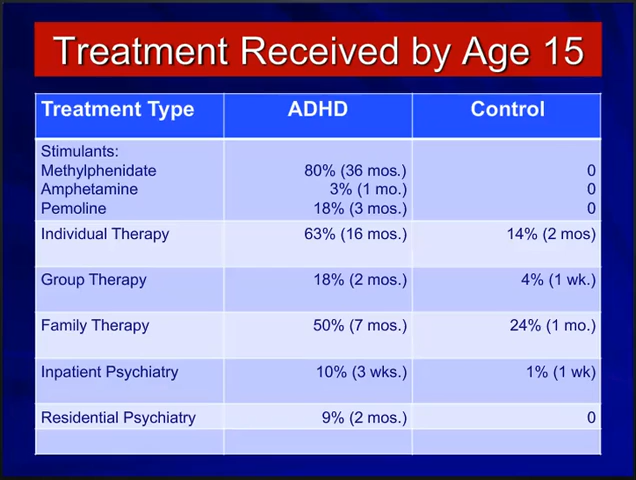 Treatment Received by Age 15
Treatment Type ADHD Control
Stimulants:
Methylphenidate 80% (36 mos.) 0
Amphetamine 3% (1 mo.) 0
Pemoline 18% (3 mos.) 0
Individual Therapy 63% (16 mos.) 14% (2 mos)
Group Therapy 18% (2 mos.) 4% (1 wk.)
Family Therapy 50% (7 mos.) 24% (1 mo.)
Inpatient Psychiatry 10% (3 wks.) 1% (1 wk)
Residential Psychiatry 9% (2 mos.) 0